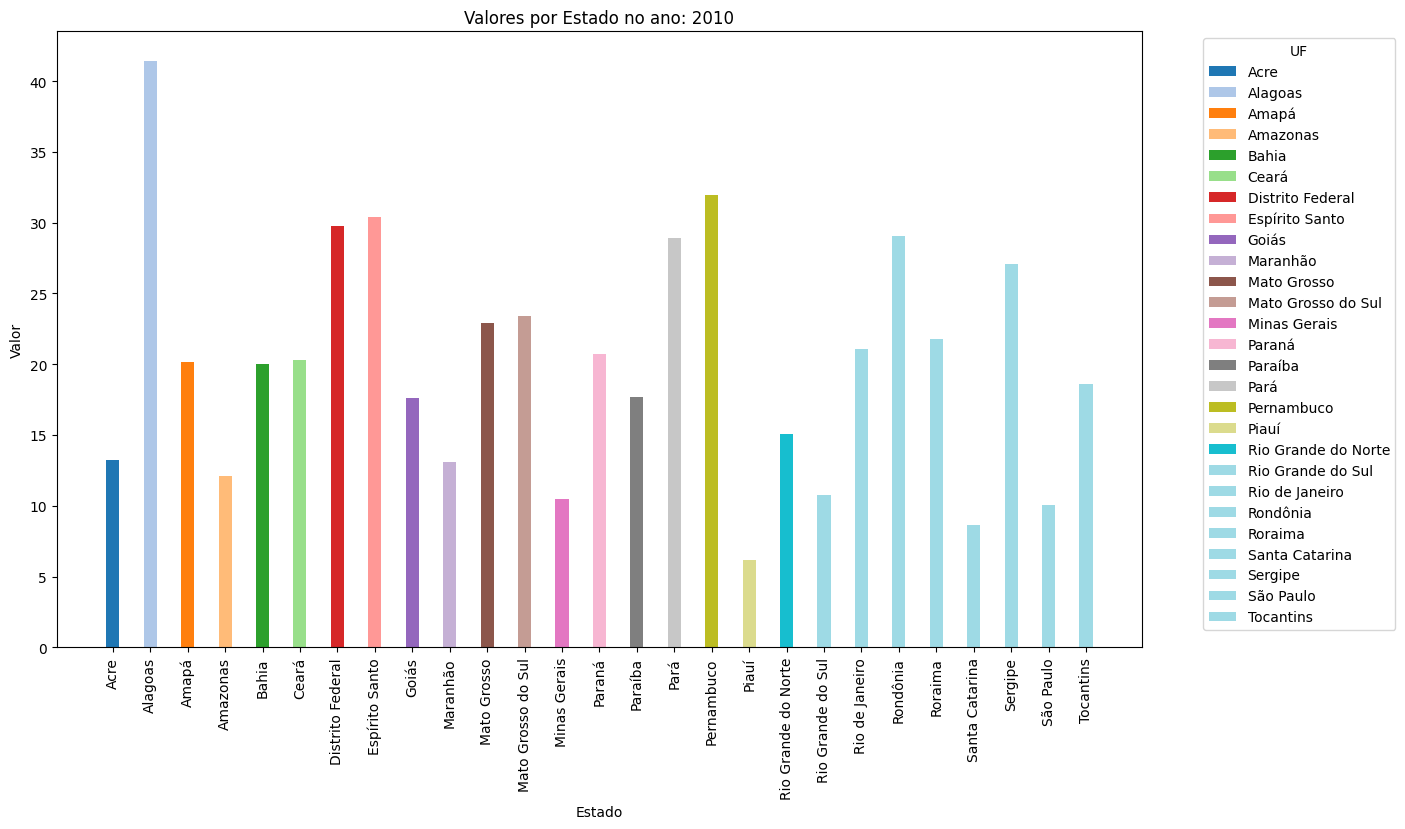 Valores por Estado no ano: 2010
Valor
40
35
30
25
20
15
10
5
0
Acre
Alagoas
Amapá
Amazonas
Bahia
Ceará
Distrito Federal
Espírito Santo
Goiás
Maranhão
Mato Grosso
Mato Grosso do Sul
Minas Gerais
Paraná
Paraíba
Pará
Pernambuco
Piauí
Rio Grande do Norte
Rio Grande do Sul
Rio de Janeiro
Rondônia
Roraima
Santa Catarina
Sergipe
São Paulo
Tocantins
Estado
UF
Acre
Alagoas
Amapá
Amazonas
Bahia
Ceará
Distrito Federal
Espírito Santo
Goiás
Maranhão
Mato Grosso
Mato Grosso do Sul
Minas Gerais
Paraná
Paraíba
Pará
Pernambuco
Piauí
Rio Grande do Norte
Rio Grande do Sul
Rio de Janeiro
Rondônia
Roraima
Santa Catarina
Sergipe
São Paulo
Tocantins